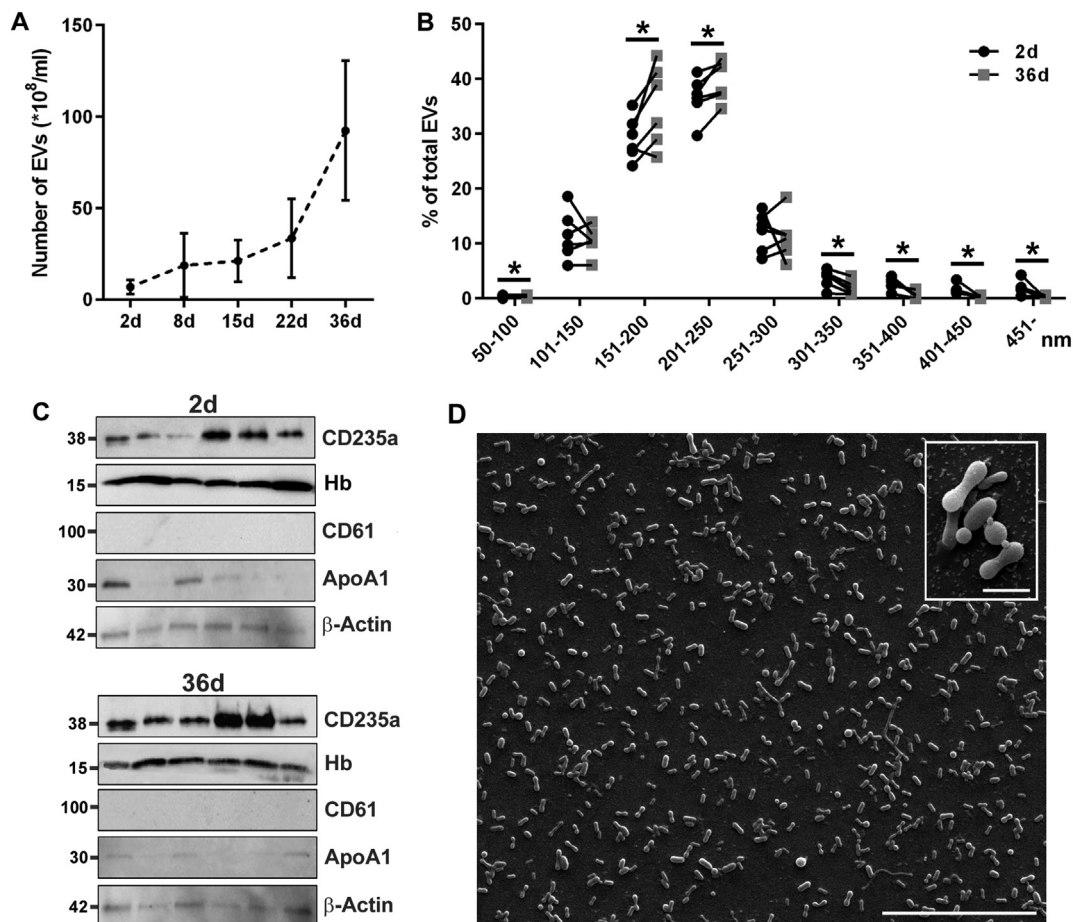 A
Number of EVs (*10⁸/ml)
150
100
50
0
2d 8d 15d 22d 36d
B
% of total EVs
50
40
30
20
10
0
* * * * * * *
2d
36d
50-100 101-150 151-200 201-250 251-300 301-350 351-400 401-450 451- nm
C
2d
38 CD235a
15 Hb
100 CD61
30 ApoA1
42 β-Actin
36d
38 CD235a
15 Hb
100 CD61
30 ApoA1
42 β-Actin
D